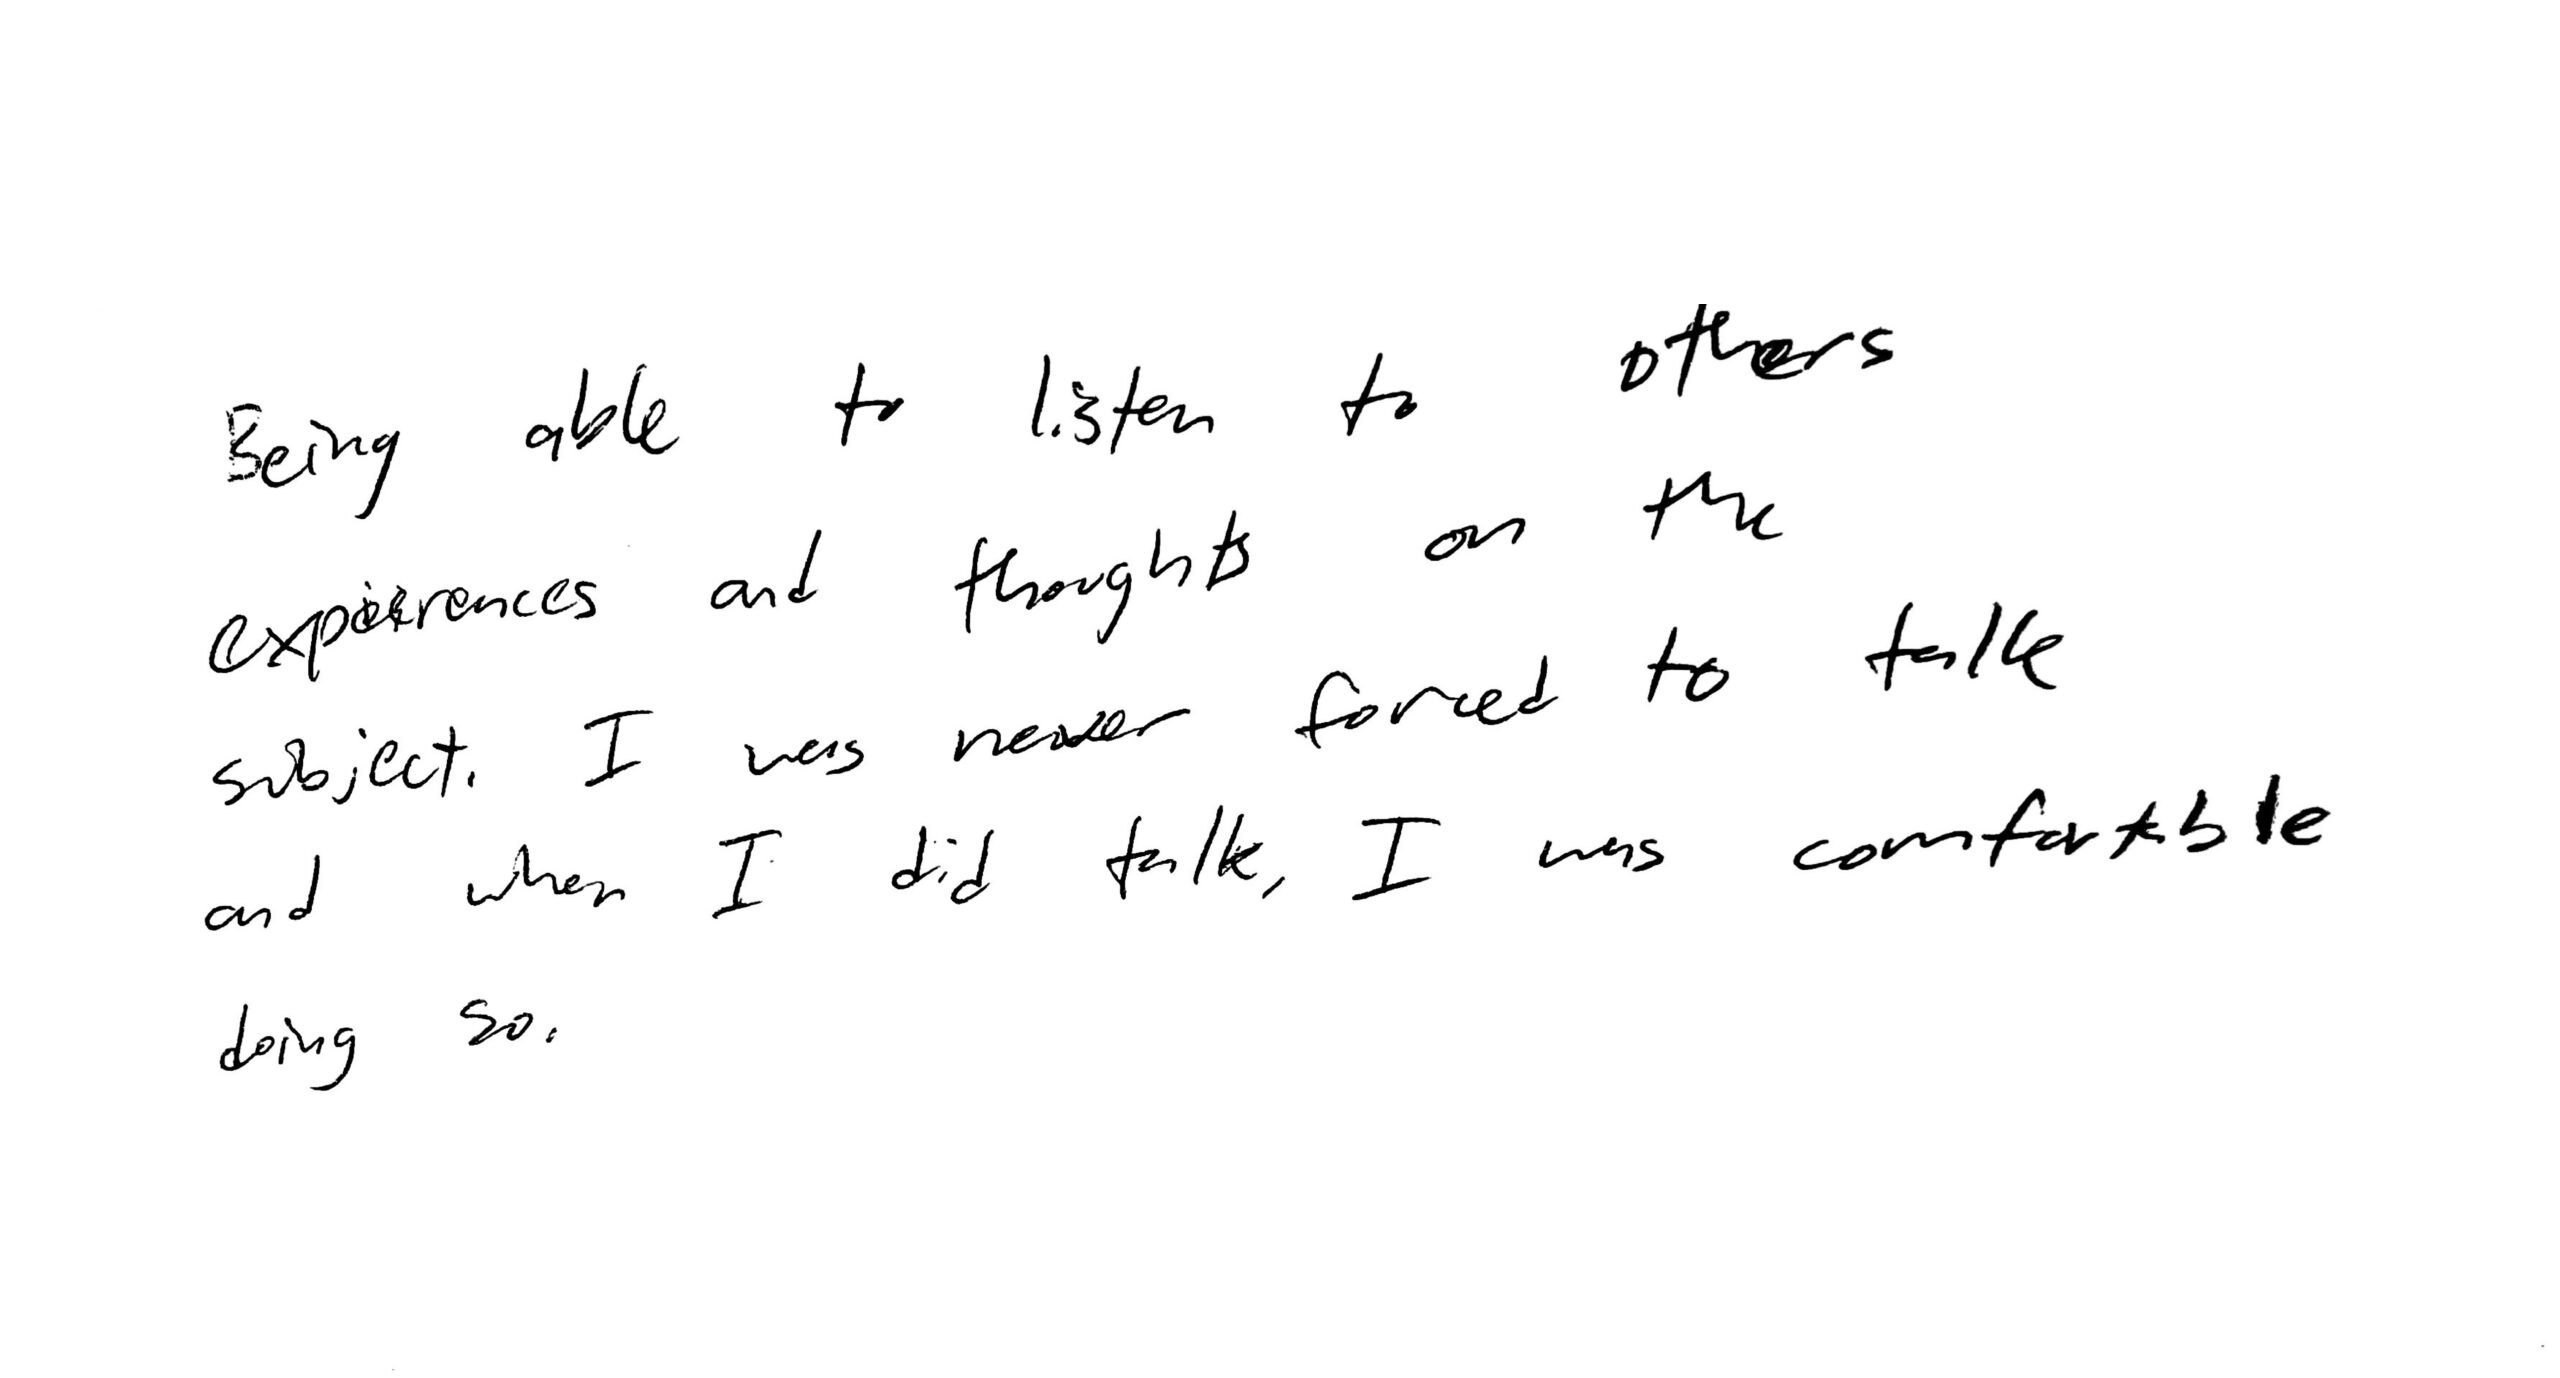 Being able to listen to others
experiences and thoughts on the
subject. I was never forced to talk
and when I did talk, I was comfortable
doing so.